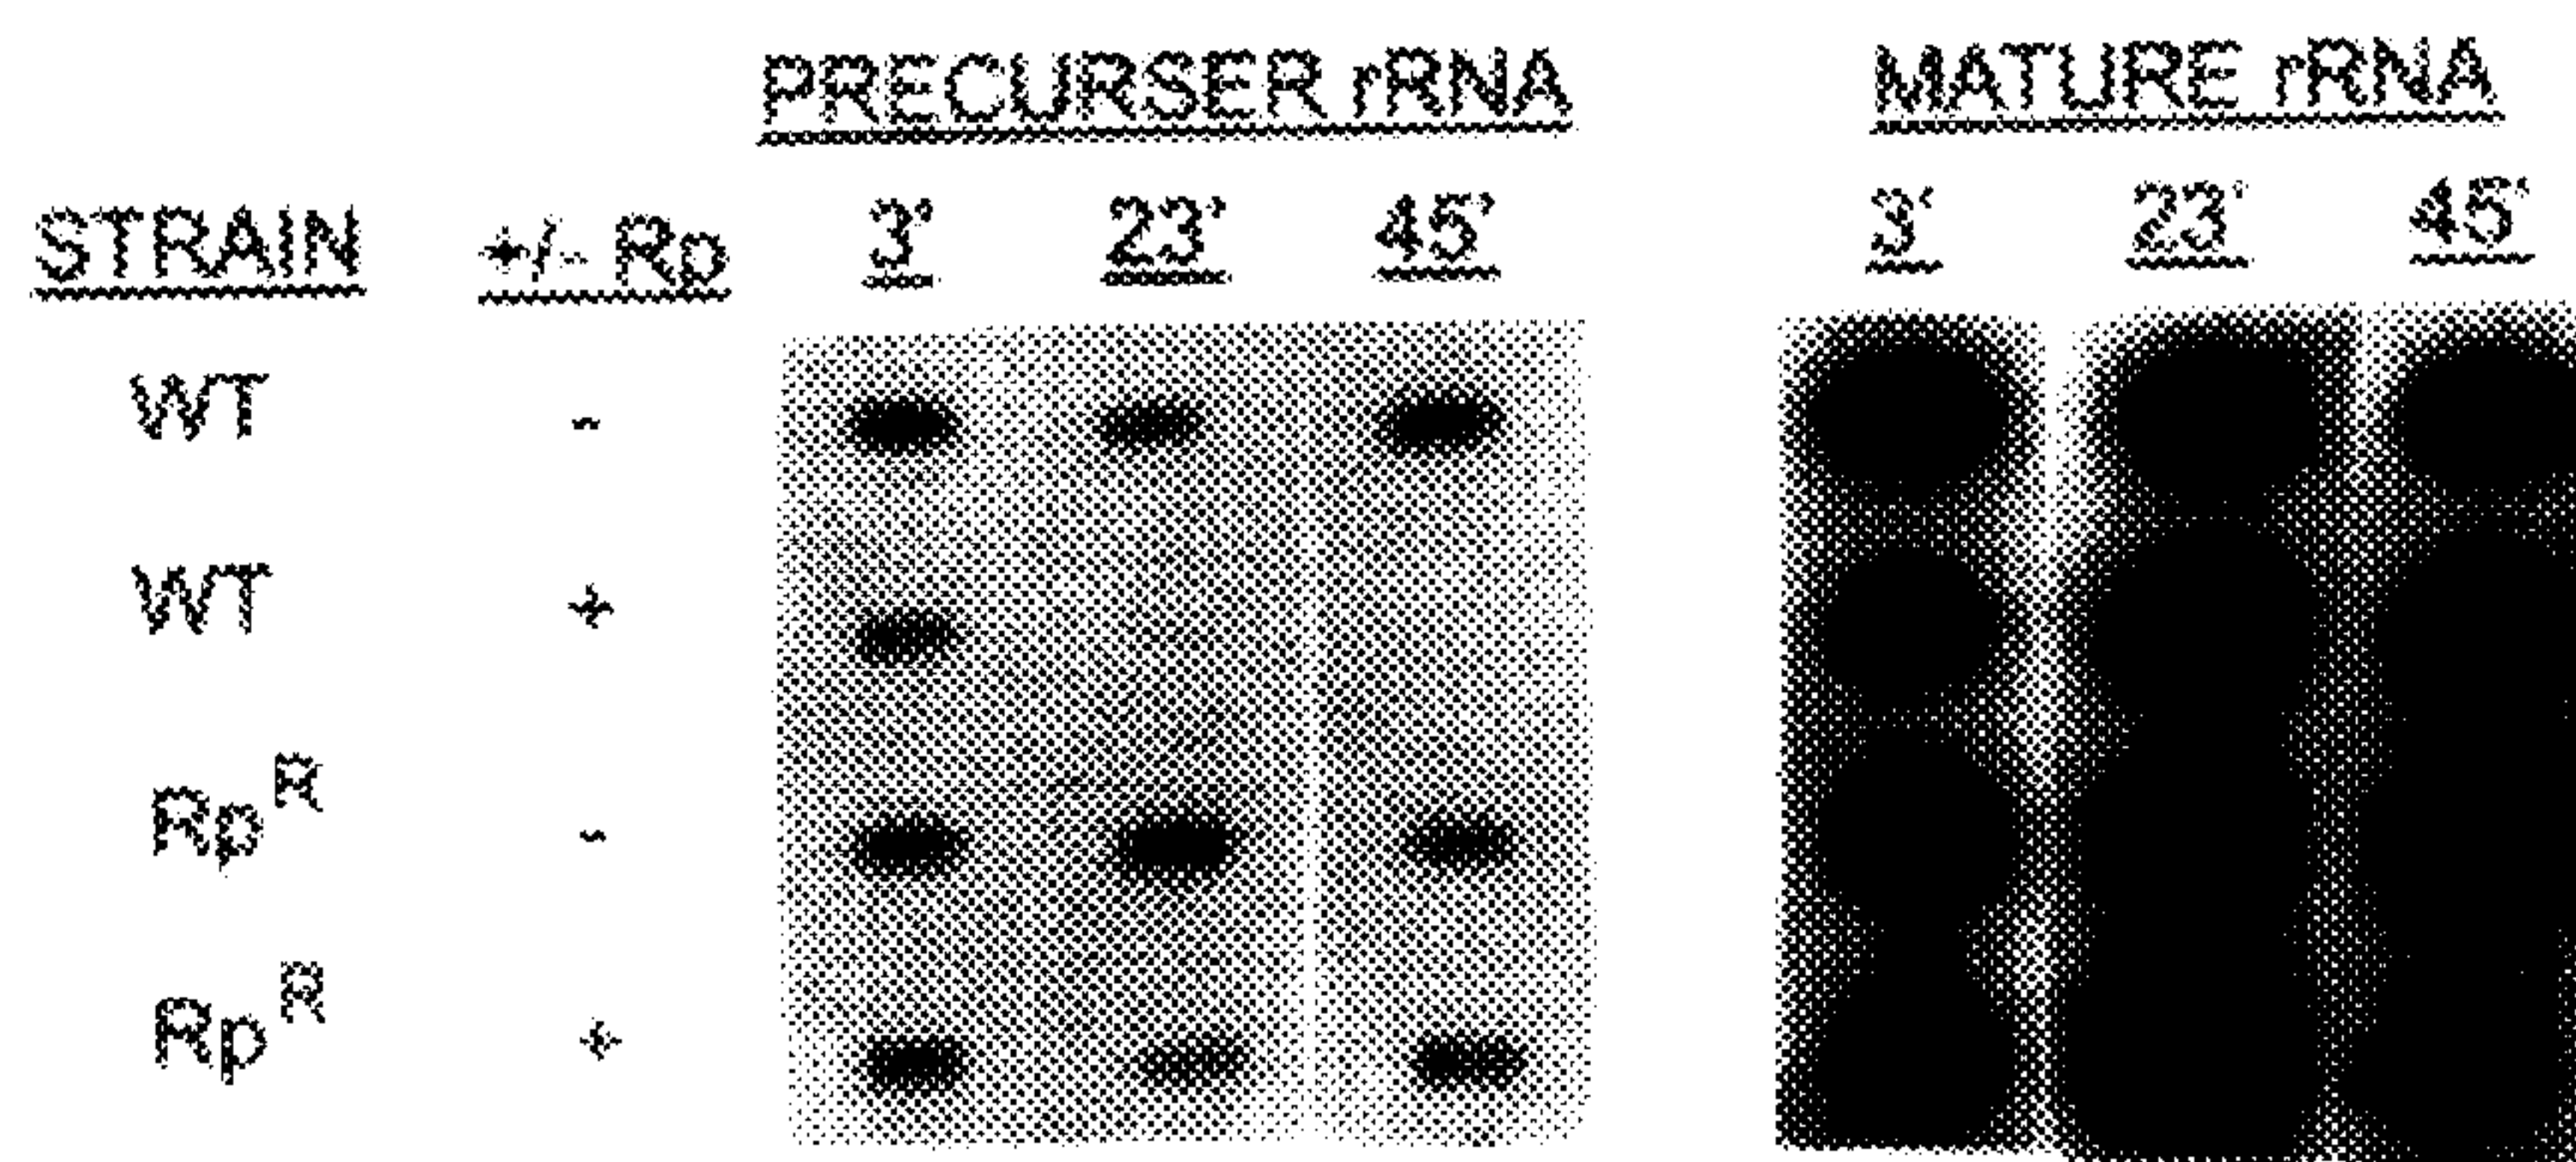 PRECURSER rRNA MATURE rRNA
STRAIN +/- Rp 3' 23' 45' 3' 23' 45'
WT -
WT +
Rp^R -
Rp^R +